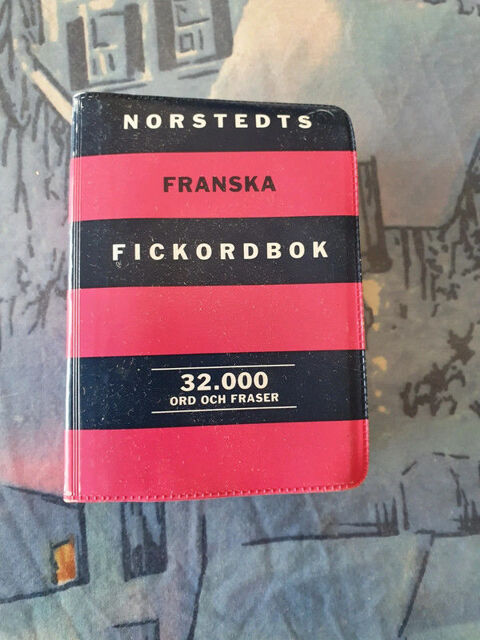 NORSTEDTS
FRANSKA
FICKORDBOK
32.000
ORD OCH FRASER